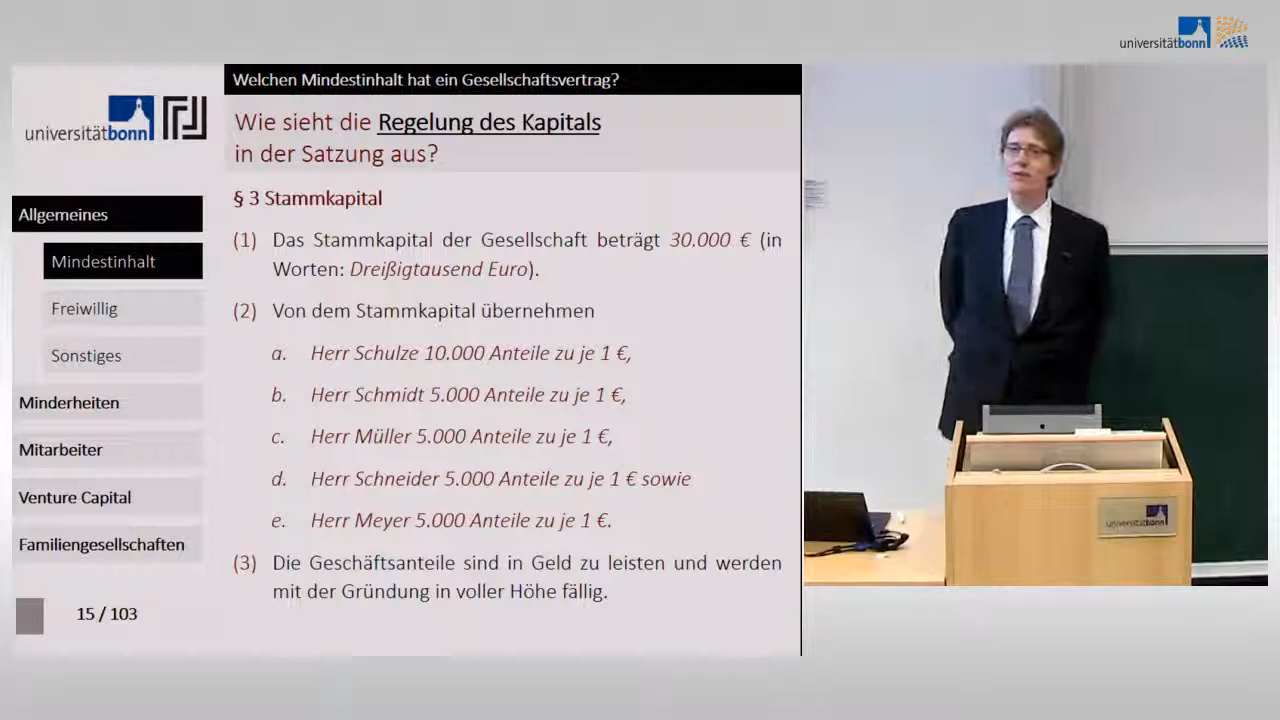 universitätbonn
Welchen Mindestinhalt hat ein Gesellschaftsvertrag?
universitätbonn
Wie sieht die Regelung des Kapitals
in der Satzung aus?
Allgemeines
Mindestinhalt
Freiwillig
Sonstiges
Minderheiten
Mitarbeiter
Venture Capital
Familiengesellschaften
15 / 103
§ 3 Stammkapital
(1) Das Stammkapital der Gesellschaft beträgt 30.000 € (in
Worten: Dreißigtausend Euro).
(2) Von dem Stammkapital übernehmen
a. Herr Schulze 10.000 Anteile zu je 1 €,
b. Herr Schmidt 5.000 Anteile zu je 1 €,
c. Herr Müller 5.000 Anteile zu je 1 €,
d. Herr Schneider 5.000 Anteile zu je 1 € sowie
e. Herr Meyer 5.000 Anteile zu je 1 €.
(3) Die Geschäftsanteile sind in Geld zu leisten und werden
mit der Gründung in voller Höhe fällig.
universitätbonn